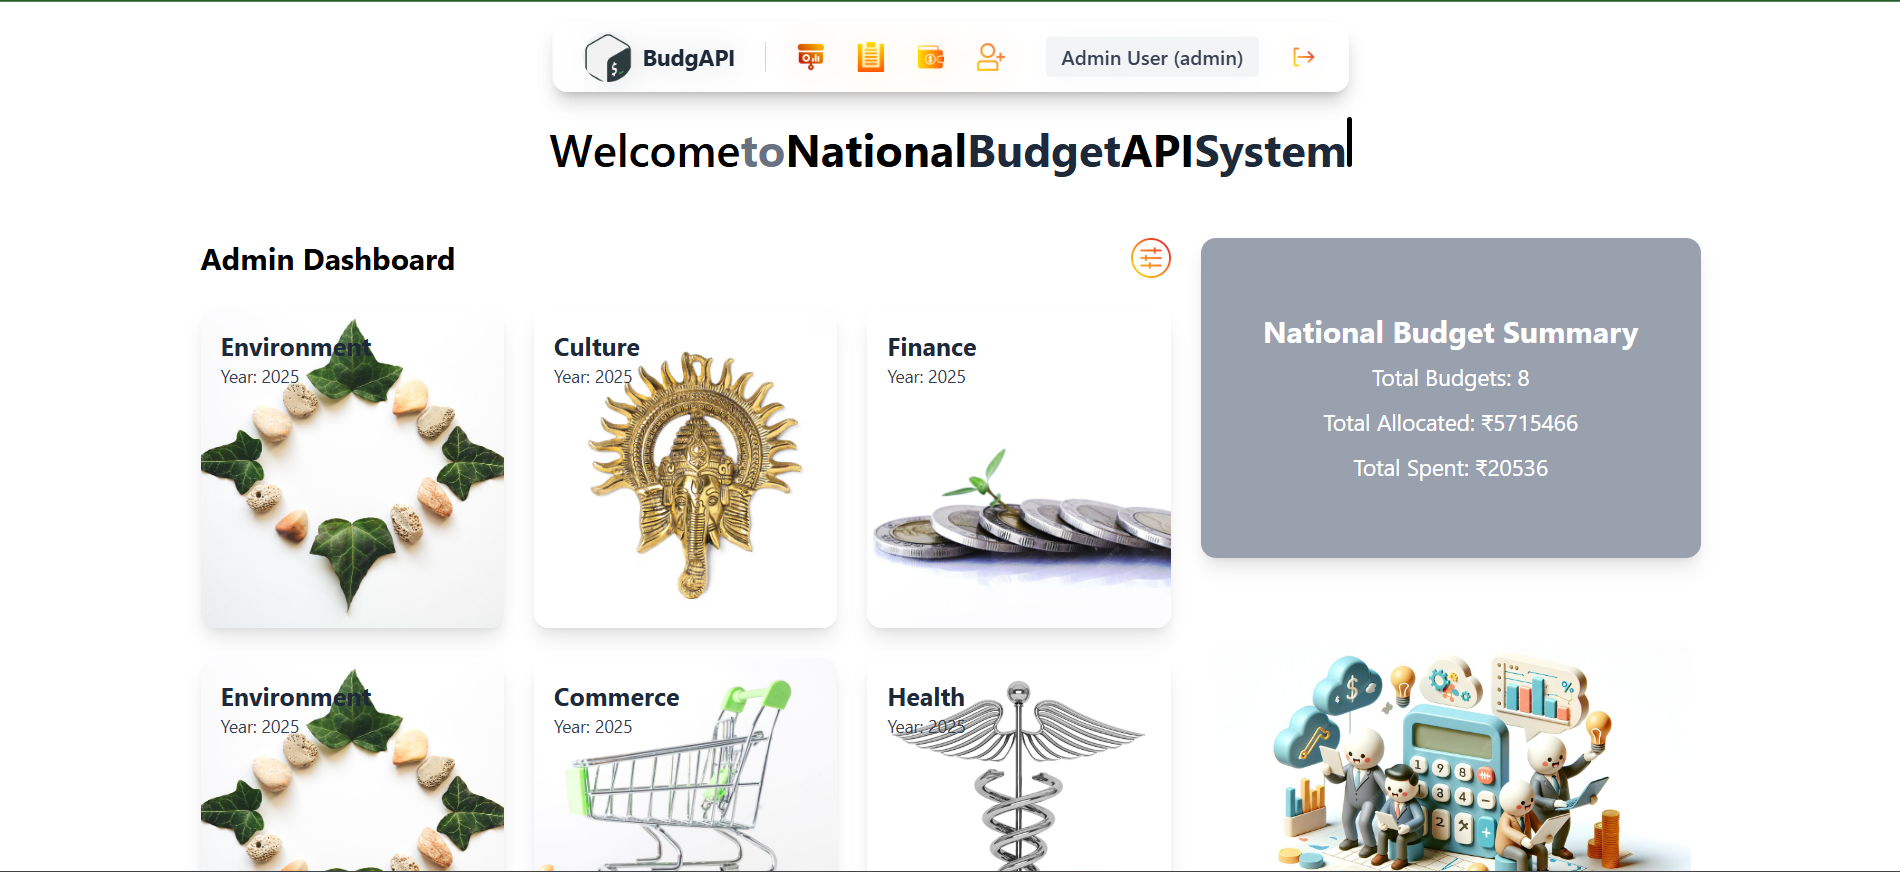 BudgAPI
Admin User (admin)
WelcometoNationalBudgetAPISystem
Admin Dashboard
Environment
Year: 2025
Culture
Year: 2025
Finance
Year: 2025
Environment
Year: 2025
Commerce
Year: 2025
Health
Year: 2025
National Budget Summary
Total Budgets: 8
Total Allocated: ₹5715466
Total Spent: ₹20536
$
%
1 9 8
8 4 −
2 +